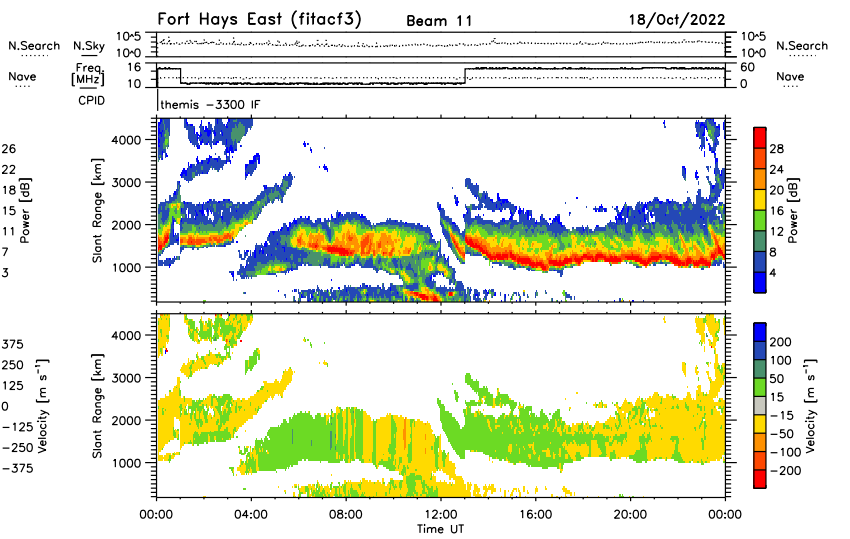 Fort Hays East (fitacf3) Beam 11 18/Oct/2022
N.Search N.Sky 10^5 10^0 10^5 10^0 N.Search
Nave Freq. [MHz] 16 10 60 0 Nave
CPID themis -3300 IF
26 22 18 15 11 7 3
Power [dB]
Slant Range [km]
4000 3000 2000 1000
28 24 20 16 12 8 4
Power [dB]
375 250 125 0 -125 -250 -375
Velocity [m s⁻¹]
Slant Range [km]
4000 3000 2000 1000
200 100 50 15 -15 -50 -100 -200
Velocity [m s⁻¹]
00:00 04:00 08:00 12:00 16:00 20:00 00:00
Time UT